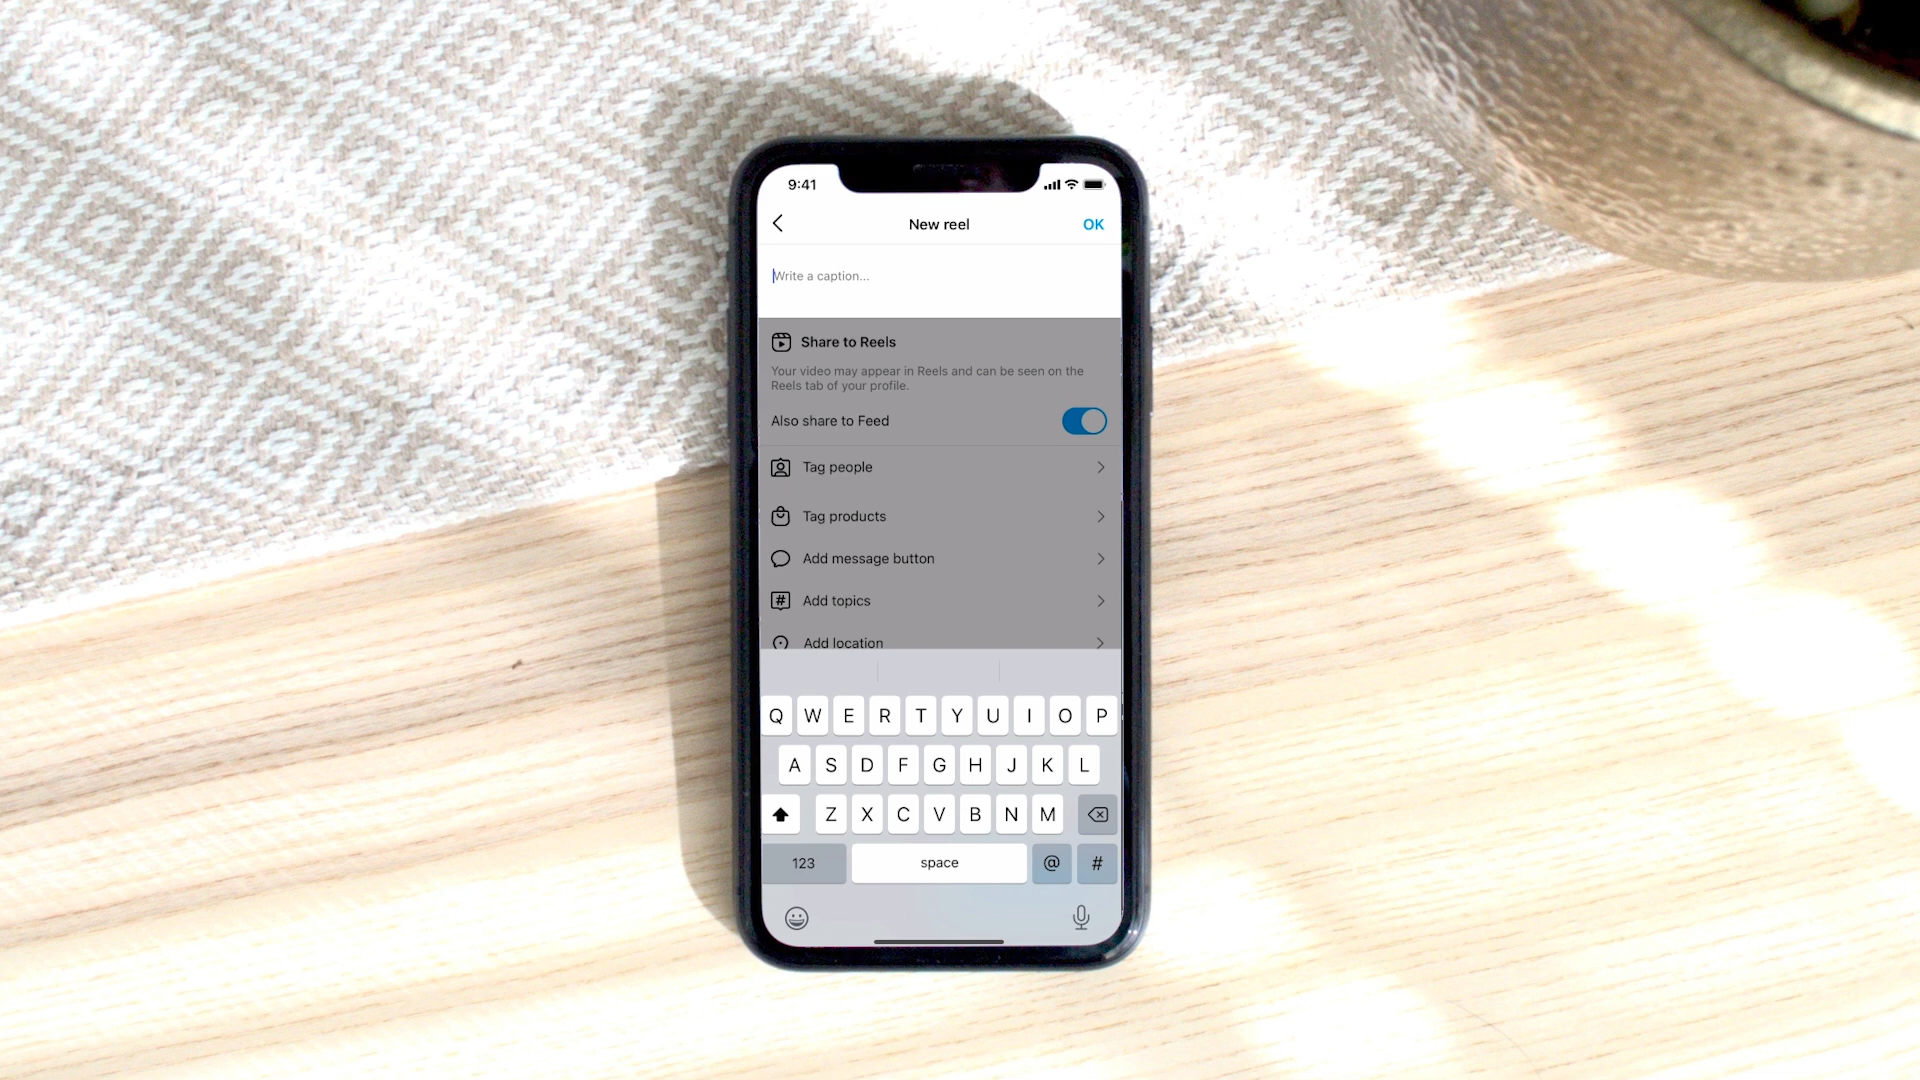 9:41
New reel
OK
Write a caption...
Share to Reels
Your video may appear in Reels and can be seen on the
Reels tab of your profile.
Also share to Feed
Tag people
Tag products
Add message button
# Add topics
Add location
Q W E R T Y U I O P
A S D F G H J K L
Z X C V B N M
123 space @ #